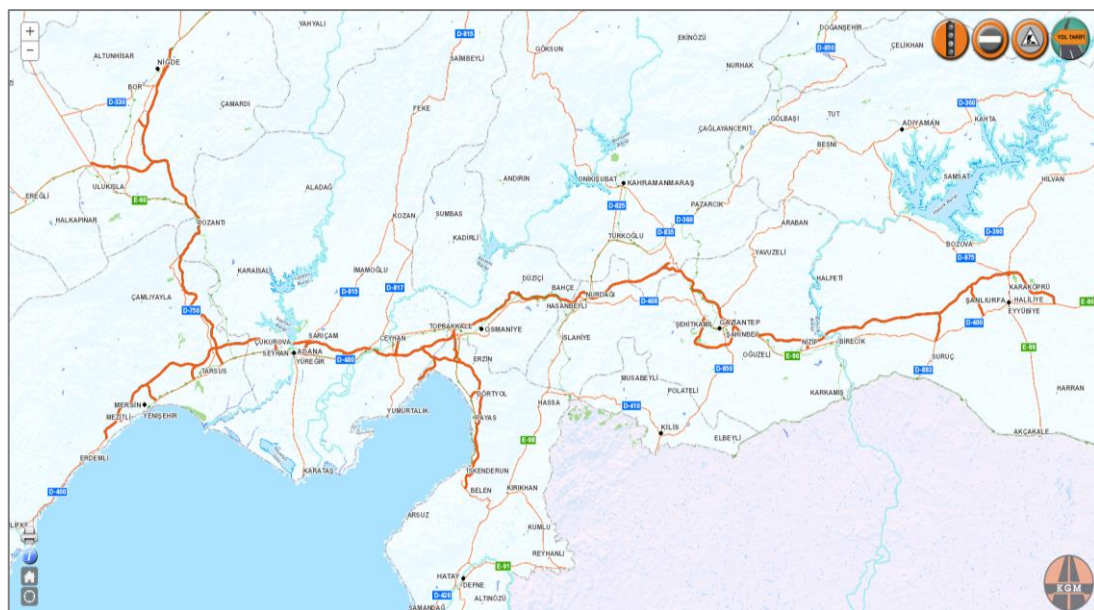 YAHYALI
DOĞANŞEHİR
+
−
ALTUNHİSAR
D-815
SAİMBEYLİ
GÖKSUN
EKİNÖZÜ
D-850
ÇELİKHAN
YOL TARİFİ
NİĞDE
NURHAK
BOR
D-330
ÇAMARDI
FEKE
TUT
D-360
GÖLBAŞI
KAHTA
ÇAĞLAYANCERİT
ADIYAMAN
BESNİ
ULUKIŞLA
ALADAĞ
ANDIRIN
ONİKİŞUBAT
KAHRAMANMARAŞ
SAMSAT
HİLVAN
EREĞLİ
E-90
HALKAPINAR
POZANTI
KOZAN
SUMBAS
D-825
PAZARCIK
D-360
ARABAN
D-835
TÜRKOĞLU
KADİRLİ
D-390
BOZOVA
YAVUZELİ
D-875
KARAİSALI
İMAMOĞLU
DÜZİÇİ
BAHÇE
HALFETİ
KARAKÖPRÜ
ÇAMLIYAYLA
D-815
D-817
NURDAĞI
D-400
HASANBEYLİ
ŞANLIURFA
HALİLİYE
E-90
EYYÜBİYE
D-750
TOPRAKKALE
OSMANİYE
ŞEHİTKAMİL
GAZİANTEP
D-400
ŞAHİNBEY
SARIÇAM
CEYHAN
İSLAHİYE
NİZİP
BİRECİK
ÇUKUROVA
SEYHAN
ADANA
YÜREĞİR
D-400
ERZİN
OĞUZELİ
E-90
E-99
SURUÇ
TARSUS
D-850
D-883
MUSABEYLİ
POLATELİ
HARRAN
DÖRTYOL
KARKAMIŞ
MERSİN
MEZİTLİ
YENİŞEHİR
YUMURTALIK
PAYAS
HASSA
D-410
KİLİS
ELBEYLİ
AKÇAKALE
E-98
ERDEMLİ
KARATAŞ
İSKENDERUN
BELEN
KIRIKHAN
D-400
ARSUZ
KUMLU
REYHANLI
E-91
HATAY
DEFNE
D-420
ALTINÖZÜ
SAMANDAĞ
KGM